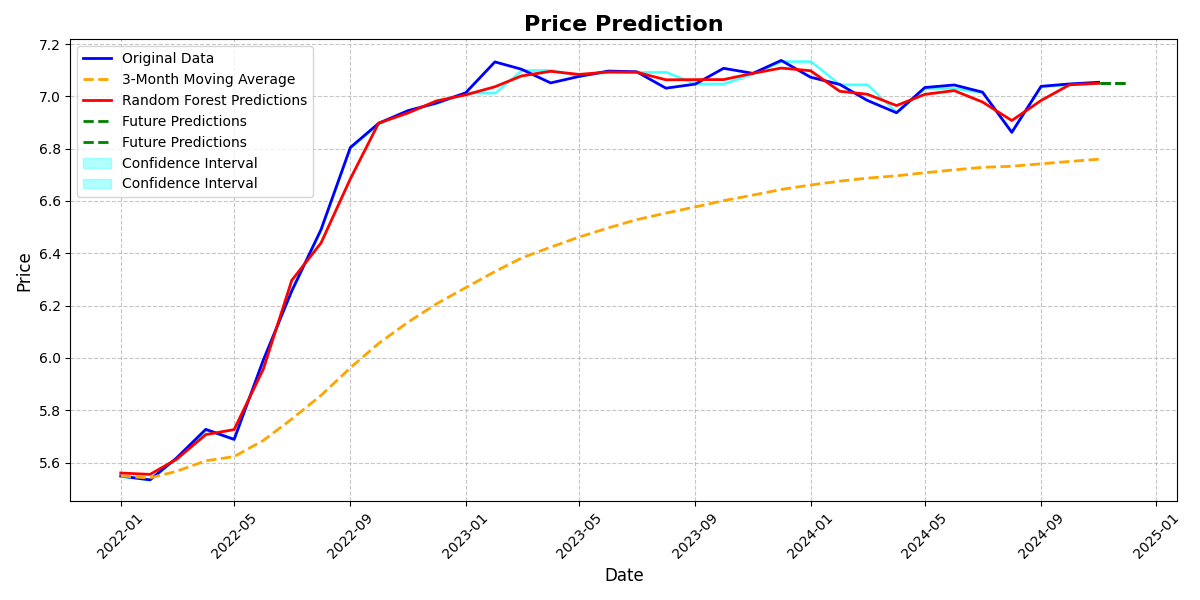 Price Prediction
Original Data
3-Month Moving Average
Random Forest Predictions
Future Predictions
Future Predictions
Confidence Interval
Confidence Interval
Price
7.2
7.0
6.8
6.6
6.4
6.2
6.0
5.8
5.6
2022-01
2022-05
2022-09
2023-01
2023-05
2023-09
2024-01
2024-05
2024-09
2025-01
Date